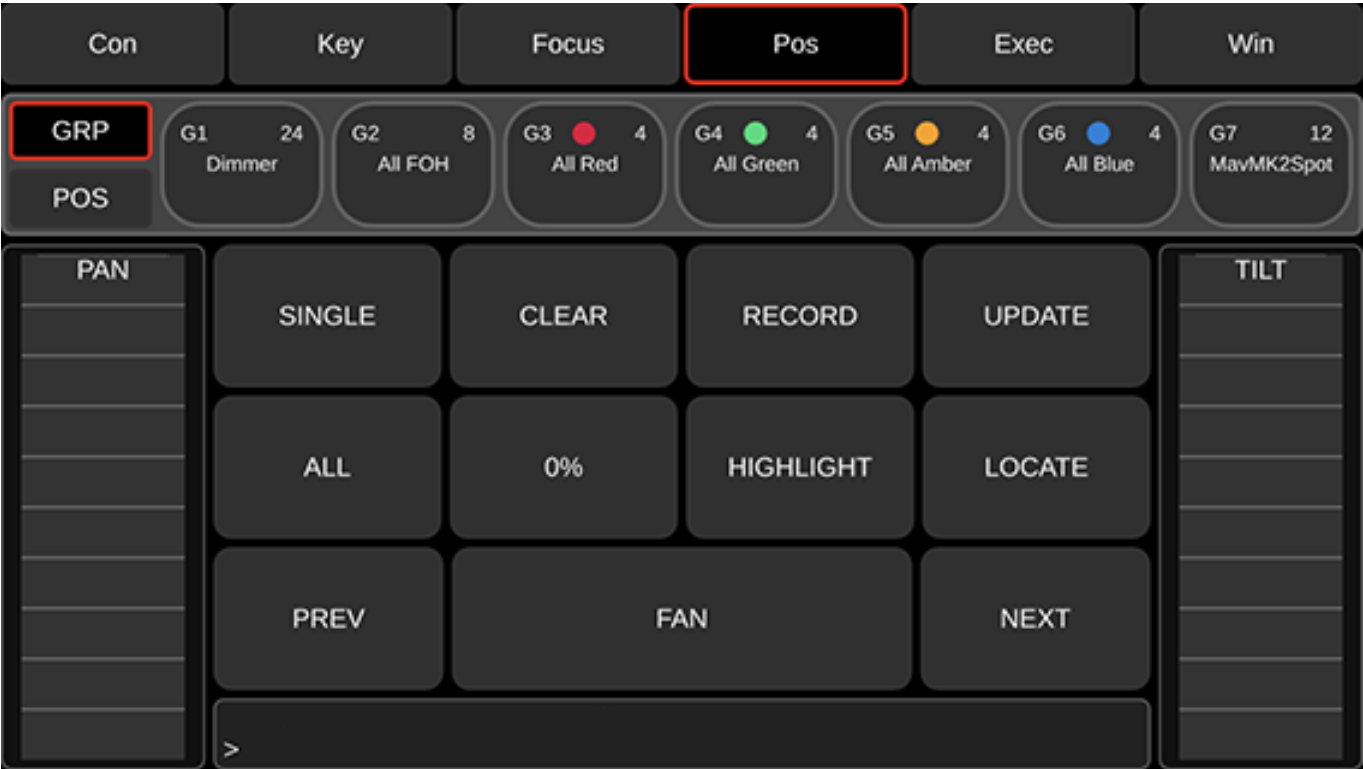 Con Key Focus Pos Exec Win
GRP
POS
G1 24
Dimmer
G2 8
All FOH
G3 4
All Red
G4 4
All Green
G5 4
All Amber
G6 4
All Blue
G7 12
MavMK2Spot
PAN
SINGLE CLEAR RECORD UPDATE
TILT
ALL 0% HIGHLIGHT LOCATE
PREV FAN NEXT
>